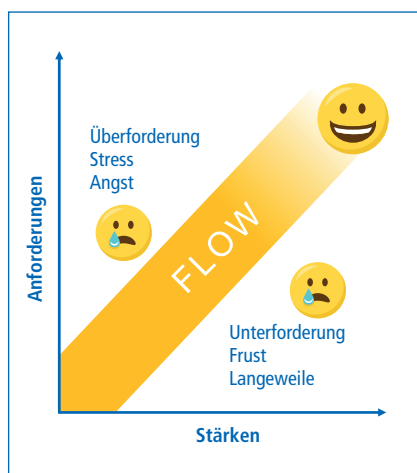 Überforderung
Stress
Angst
Anforderungen
FLOW
Unterforderung
Frust
Langeweile
Stärken